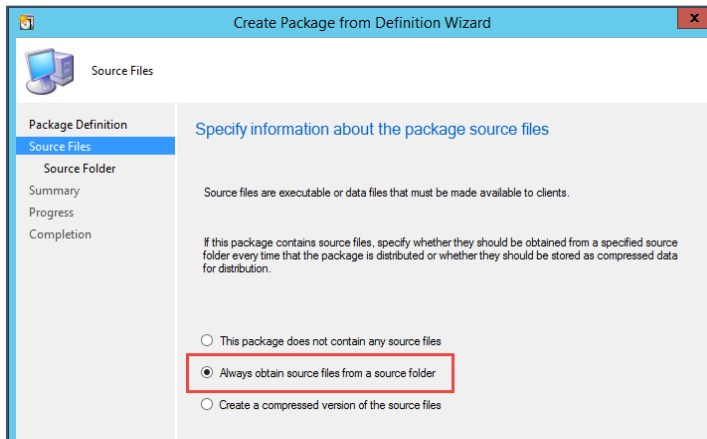 Create Package from Definition Wizard
x
Source Files
Package Definition
Source Files
Source Folder
Summary
Progress
Completion
Specify information about the package source files
Source files are executable or data files that must be made available to clients.
If this package contains source files, specify whether they should be obtained from a specified source
folder every time that the package is distributed or whether they should be stored as compressed data
for distribution.
This package does not contain any source files
Always obtain source files from a source folder
Create a compressed version of the source files